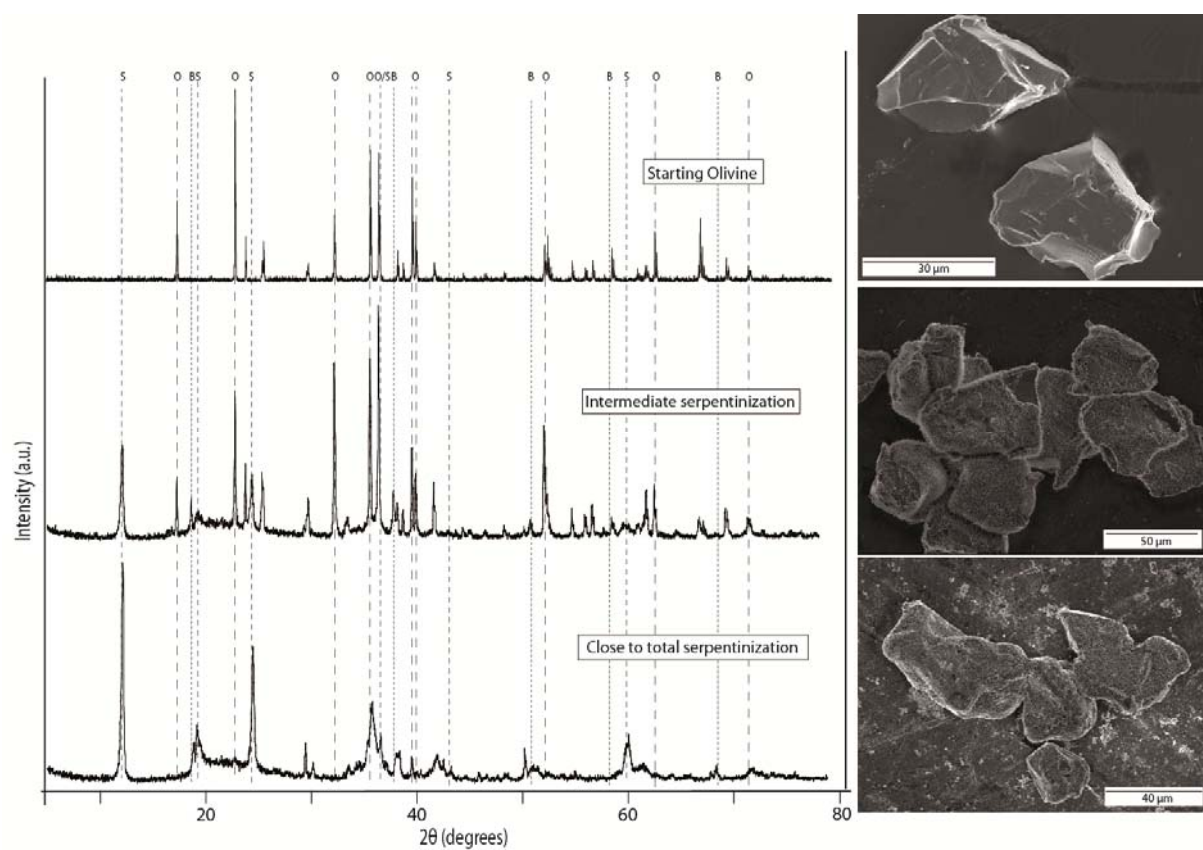 S O BS O S O OO O/SB O S B O B S O B O
Starting Olivine
Intermediate serpentinization
Close to total serpentinization
Intensity (a.u.)
20 40 60 80
2θ (degrees)
30 µm
50 µm
40 µm